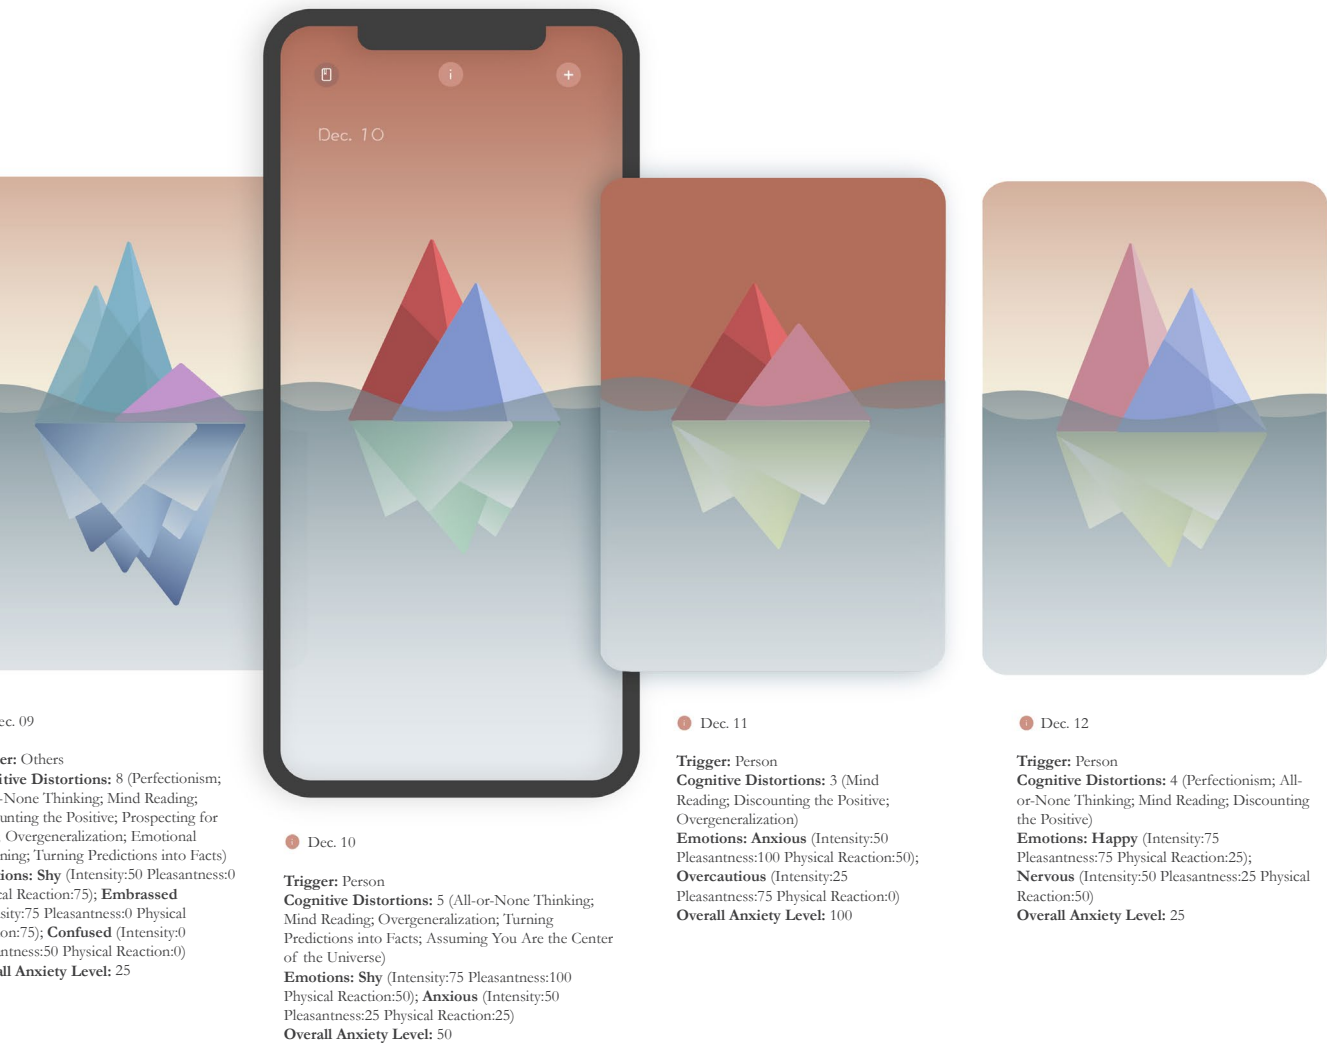 Dec. 10
ec. 09
er: Others
itive Distortions: 8 (Perfectionism;
-None Thinking; Mind Reading;
unting the Positive; Prospecting for
Overgeneralization; Emotional
ning; Turning Predictions into Facts)
ions: Shy (Intensity:50 Pleasantness:0
cal Reaction:75); Embrassed
sity:75 Pleasantness:0 Physical
on:75); Confused (Intensity:0
antness:50 Physical Reaction:0)
all Anxiety Level: 25
Dec. 10
Trigger: Person
Cognitive Distortions: 5 (All-or-None Thinking;
Mind Reading; Overgeneralization; Turning
Predictions into Facts; Assuming You Are the Center
of the Universe)
Emotions: Shy (Intensity:75 Pleasantness:100
Physical Reaction:50); Anxious (Intensity:50
Pleasantness:25 Physical Reaction:25)
Overall Anxiety Level: 50
Dec. 11
Trigger: Person
Cognitive Distortions: 3 (Mind
Reading; Discounting the Positive;
Overgeneralization)
Emotions: Anxious (Intensity:50
Pleasantness:100 Physical Reaction:50);
Overcautious (Intensity:25
Pleasantness:75 Physical Reaction:0)
Overall Anxiety Level: 100
Dec. 12
Trigger: Person
Cognitive Distortions: 4 (Perfectionism; All-
or-None Thinking; Mind Reading; Discounting
the Positive)
Emotions: Happy (Intensity:75
Pleasantness:75 Physical Reaction:25);
Nervous (Intensity:50 Pleasantness:25 Physical
Reaction:50)
Overall Anxiety Level: 25